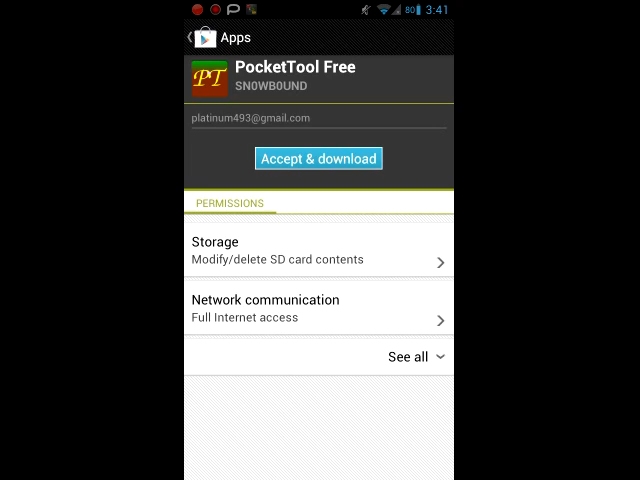 80 3:41
Apps
PT
PocketTool Free
SN0WB0UND
platinum493@gmail.com
Accept & download
PERMISSIONS
Storage
Modify/delete SD card contents
Network communication
Full Internet access
See all